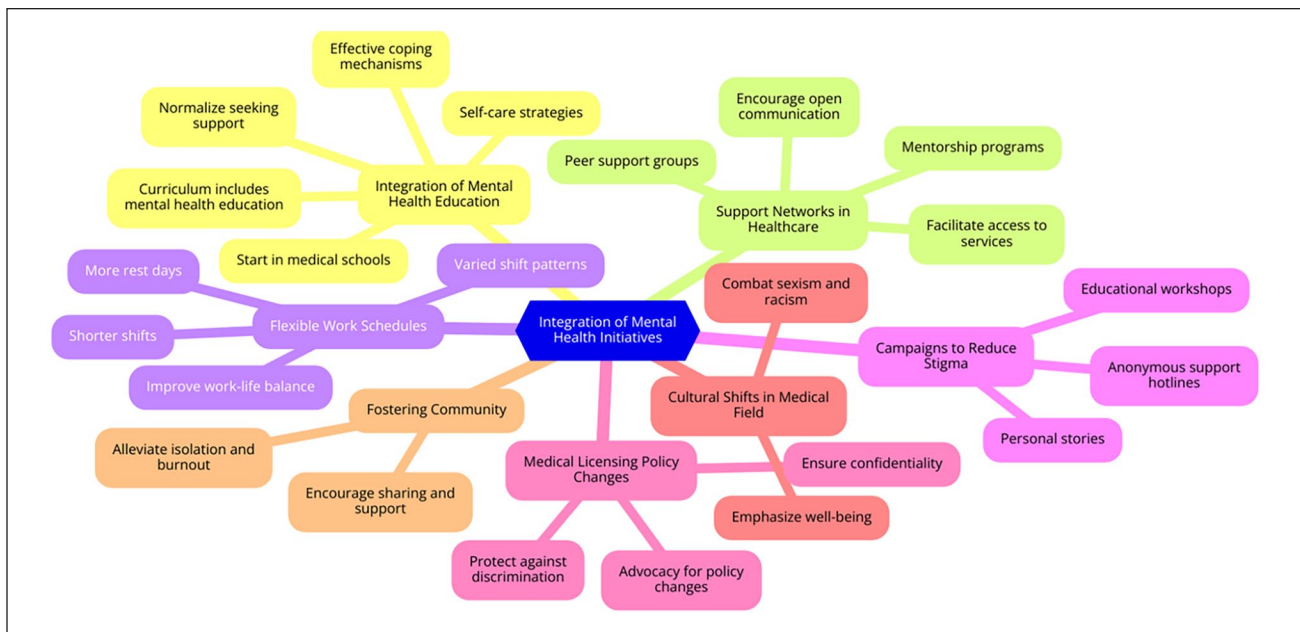 Effective coping
mechanisms
Normalize seeking
support
Self-care strategies
Curriculum includes
mental health education
Integration of Mental
Health Education
Start in medical schools
Encourage open
communication
Peer support groups
Mentorship programs
Support Networks in
Healthcare
Facilitate access to
services
More rest days
Varied shift patterns
Shorter shifts
Flexible Work Schedules
Improve work-life balance
Integration of Mental
Health Initiatives
Combat sexism and
racism
Cultural Shifts in Medical
Field
Emphasize well-being
Educational workshops
Campaigns to Reduce
Stigma
Anonymous support
hotlines
Personal stories
Fostering Community
Alleviate isolation and
burnout
Encourage sharing and
support
Medical Licensing Policy
Changes
Ensure confidentiality
Protect against
discrimination
Advocacy for policy
changes